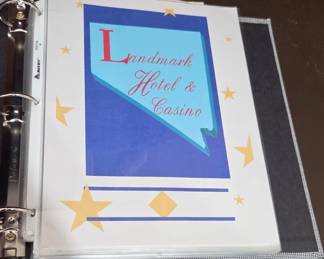 Landmark
Hotel &
Casino